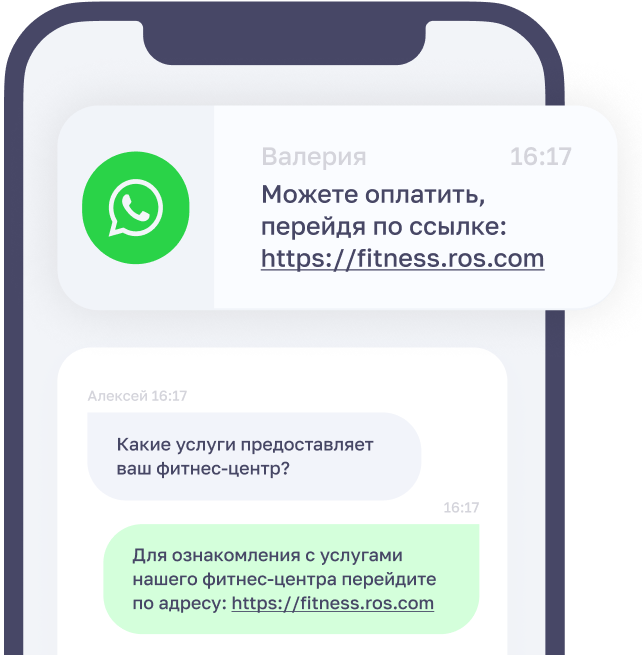 Валерия 16:17
Можете оплатить,
перейдя по ссылке:
https://fitness.ros.com
Алексей 16:17
Какие услуги предоставляет
ваш фитнес-центр?
16:17
Для ознакомления с услугами
нашего фитнес-центра перейдите
по адресу: https://fitness.ros.com